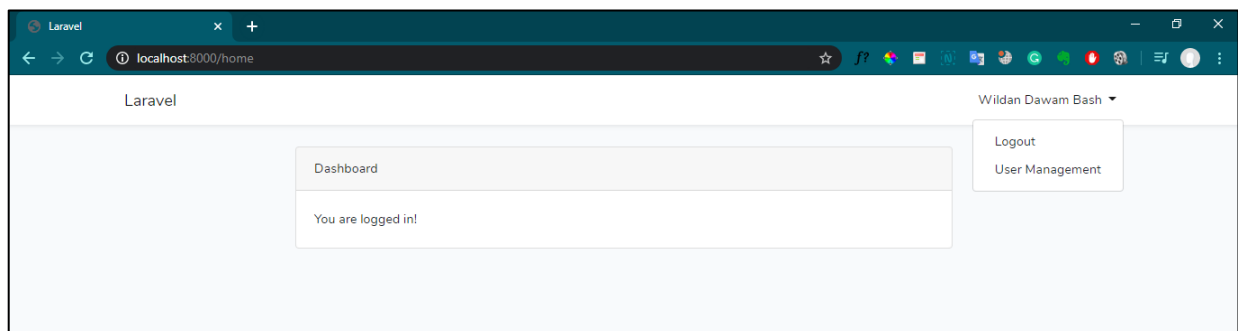 Laravel
localhost:8000/home
f?
N
Laravel
Wildan Dawam Bash
Logout
User Management
Dashboard
You are logged in!